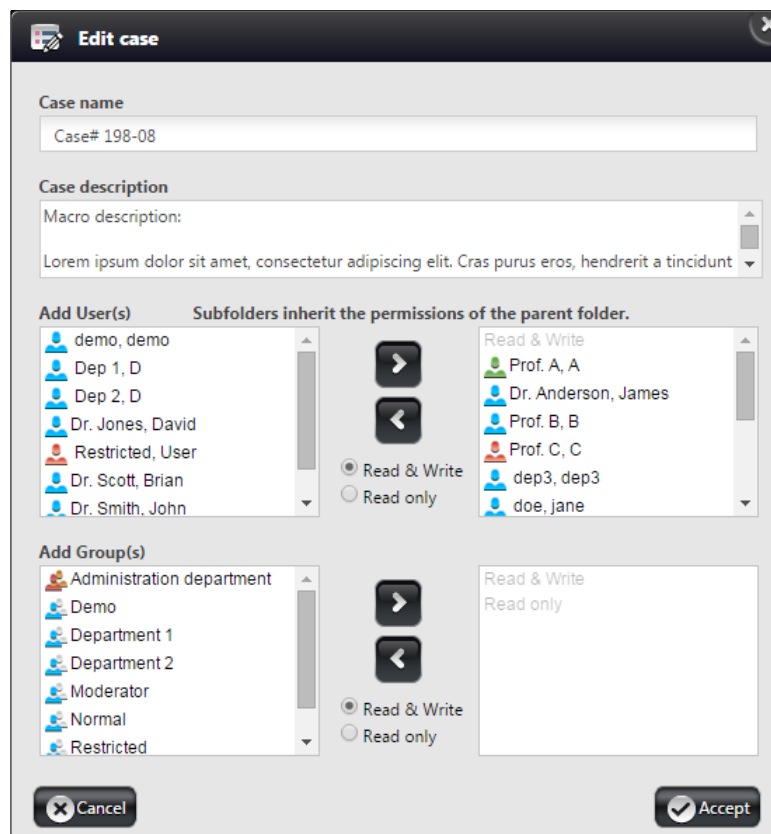 Edit case
Case name
Case# 198-08
Case description
Macro description:
Lorem ipsum dolor sit amet, consectetur adipiscing elit. Cras purus eros, hendrerit a tincidunt
Add User(s) Subfolders inherit the permissions of the parent folder.
demo, demo
Dep 1, D
Dep 2, D
Dr. Jones, David
Restricted, User
Dr. Scott, Brian
Dr. Smith, John
Read & Write
Read only
Read & Write
Prof. A, A
Dr. Anderson, James
Prof. B, B
Prof. C, C
dep3, dep3
doe, jane
Add Group(s)
Administration department
Demo
Department 1
Department 2
Moderator
Normal
Restricted
Read & Write
Read only
Read & Write
Read only
Cancel
Accept